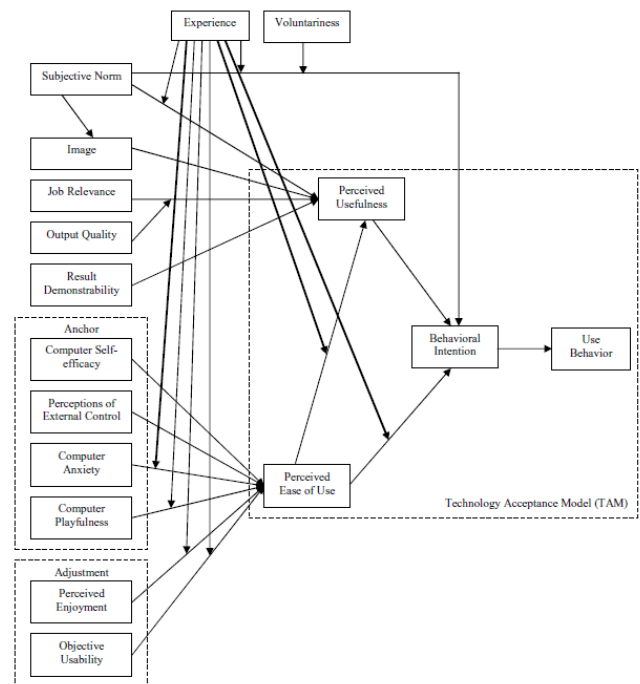 Experience
Voluntariness
Subjective Norm
Image
Job Relevance
Output Quality
Result
Demonstrability
Perceived
Usefulness
Anchor
Computer Self-
efficacy
Perceptions of
External Control
Computer
Anxiety
Computer
Playfulness
Behavioral
Intention
Use
Behavior
Perceived
Ease of Use
Technology Acceptance Model (TAM)
Adjustment
Perceived
Enjoyment
Objective
Usability